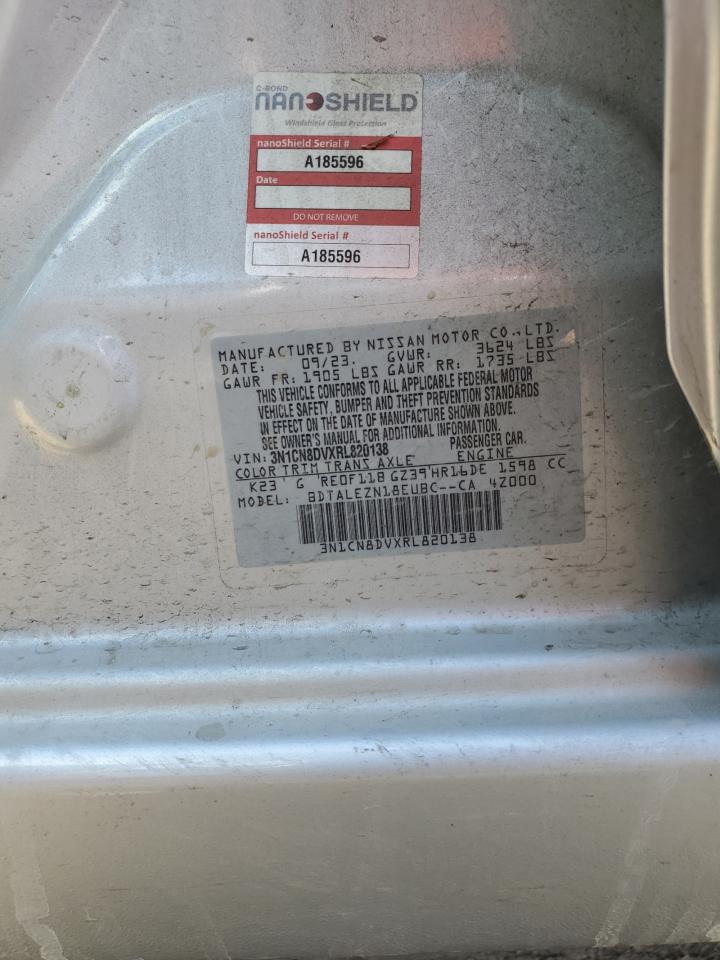 C-BOND
NANOSHIELD
Windshield Glass Protection
nanoShield Serial #
A185596
Date
DO NOT REMOVE
nanoShield Serial #
A185596
MANUFACTURED BY NISSAN MOTOR CO.,LTD.
DATE: 09/23. GVWR: 3624 LBS
GAWR FR: 1905 LBS GAWR RR: 1735 LBS
THIS VEHICLE CONFORMS TO ALL APPLICABLE FEDERAL MOTOR
VEHICLE SAFETY, BUMPER AND THEFT PREVENTION STANDARDS
IN EFFECT ON THE DATE OF MANUFACTURE SHOWN ABOVE.
SEE OWNER'S MANUAL FOR ADDITIONAL INFORMATION.
VIN: 3N1CN8DVXRL820138 PASSENGER CAR.
COLOR TRIM TRANS AXLE ENGINE
K23 G RE0F11B GZ39 HR16DE 1598 CC
MODEL: BDTALEZN18EUBC--CA 4Z000
3N1CN8DVXRL820138